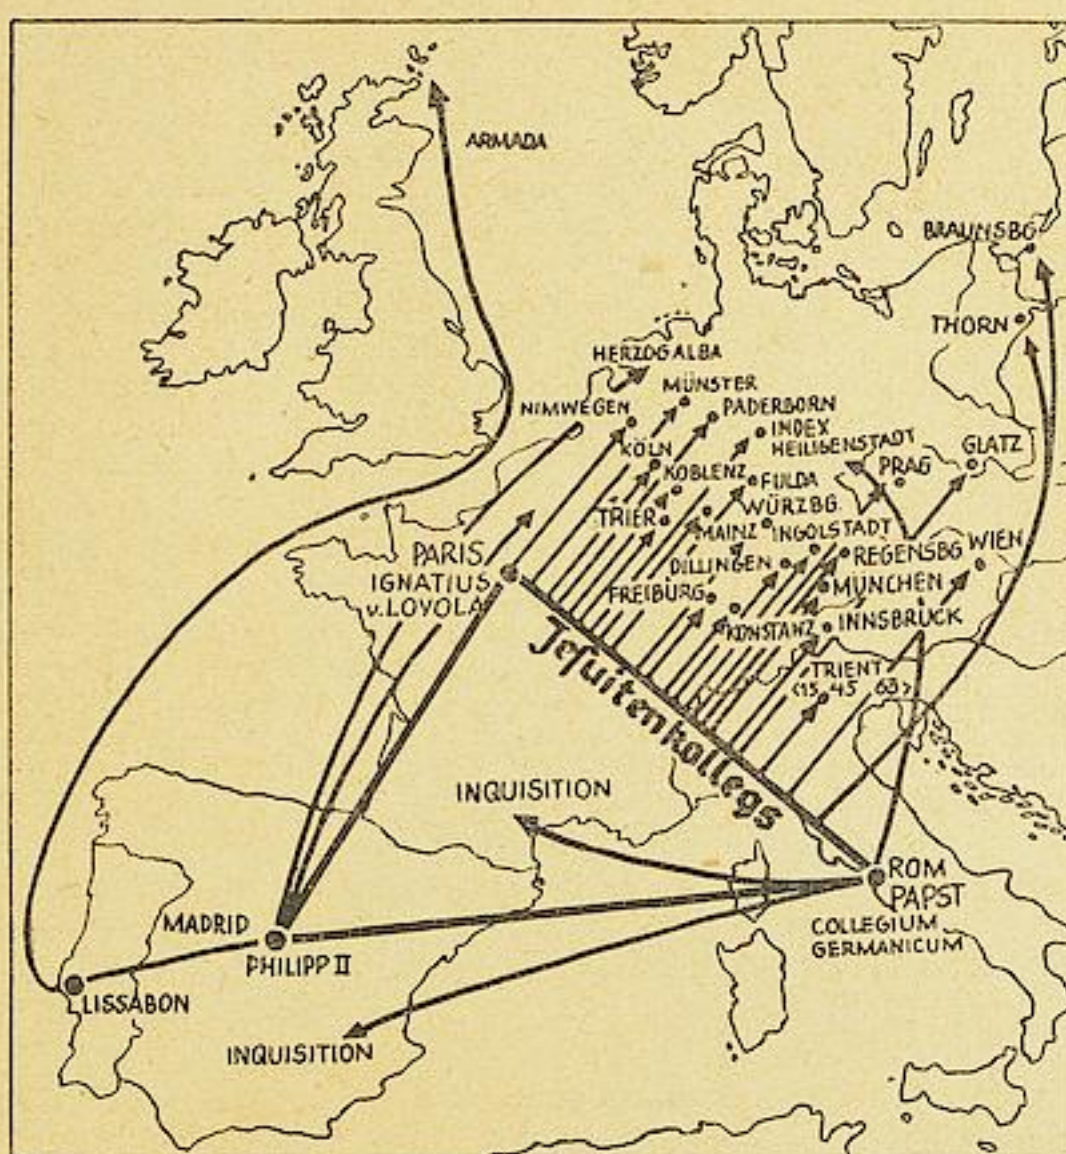 ARMADA
BRAUNSBG
THORN
HERZOG ALBA
MÜNSTER
NIMWEGEN
PADERBORN
INDEX
HEILIGENSTADT
GLATZ
KÖLN
KOBLENZ
FULDA
PRAG
TRIER
WÜRZBG.
MAINZ
INGOLSTADT
PARIS
IGNATIUS
v. LOYOLA
DILLINGEN
REGENSBG
WIEN
FREIBURG
MÜNCHEN
KONSTANZ
INNSBRUCK
Jesuitenkollegs
TRIENT
<15 45 63>
INQUISITION
ROM
PAPST
COLLEGIUM
GERMANICUM
MADRID
PHILIPP II
LISSABON
INQUISITION